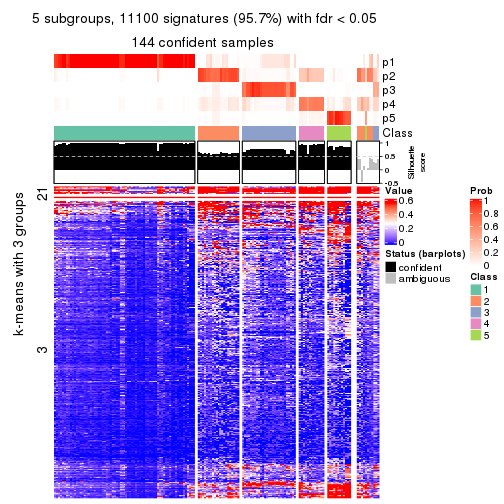 5 subgroups, 11100 signatures (95.7%) with fdr < 0.05
144 confident samples
p1
p2
p3
p4
p5
Class
1
0.5
0
-0.5
Silhouette
score
k-means with 3 groups
2
1
3
Value
0.6
0.4
0.2
0
Status (barplots)
confident
ambiguous
Prob
1
0.8
0.6
0.4
0.2
0
Class
1
2
3
4
5